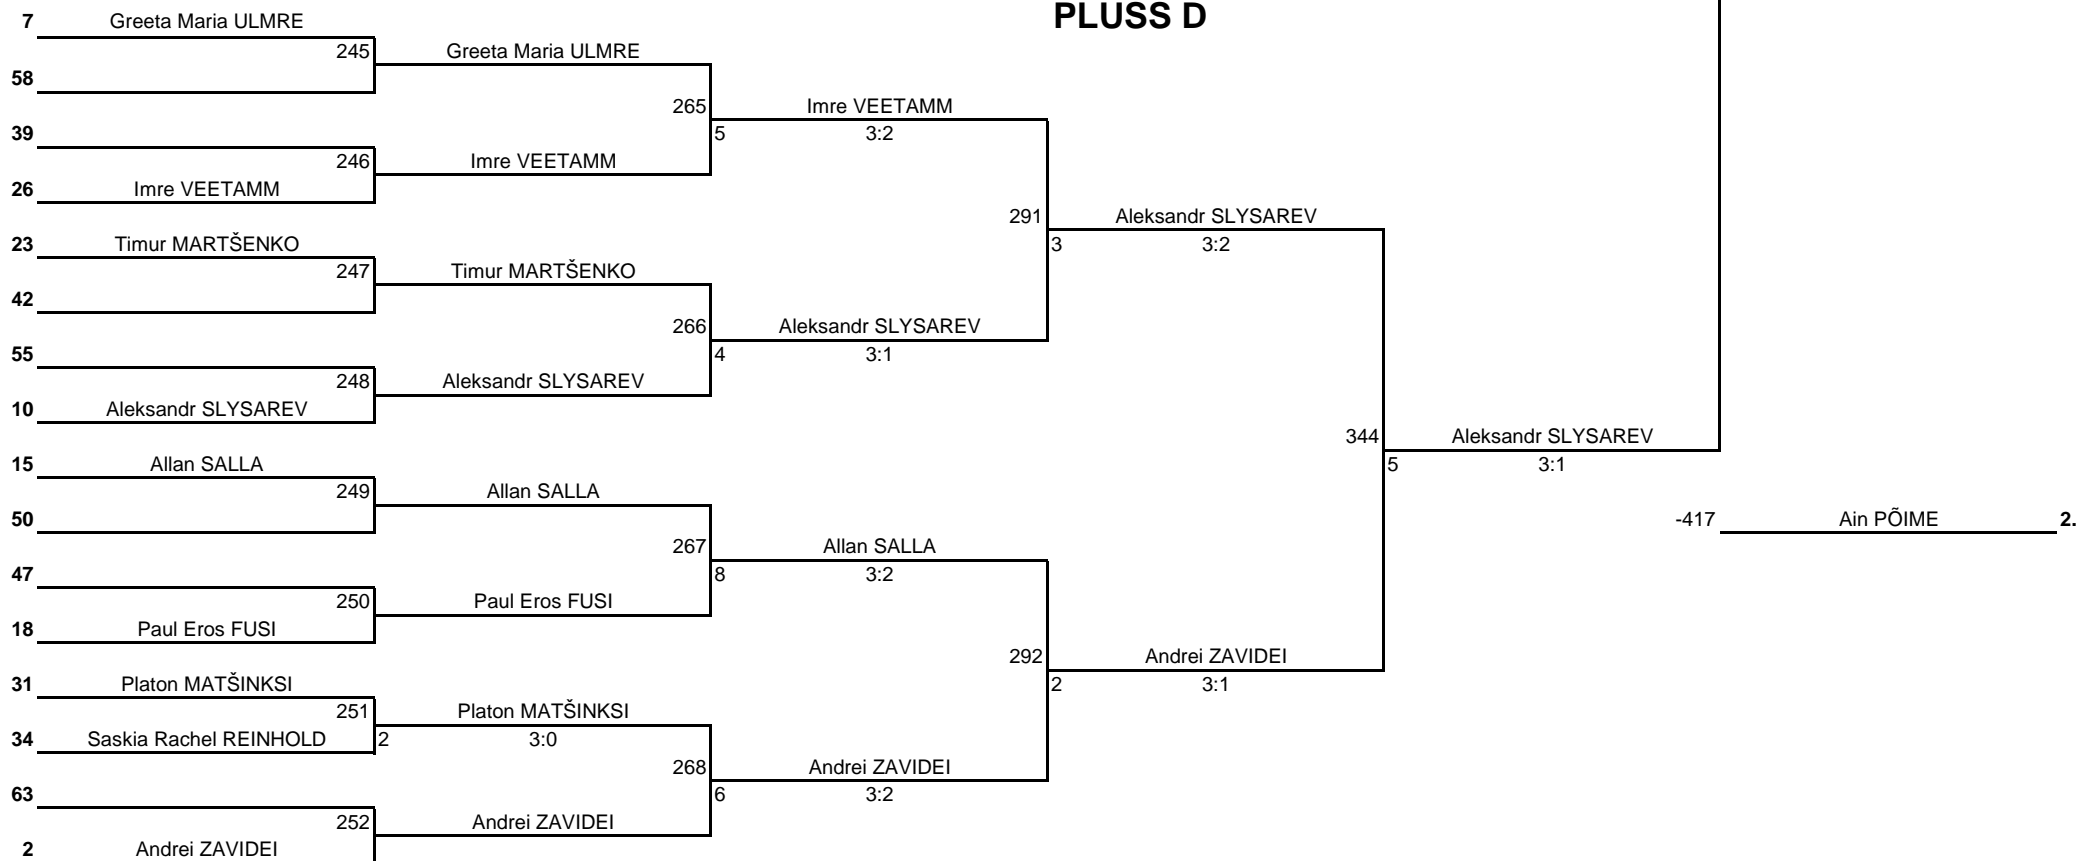 PLUSS D
7 Greeta Maria ULMRE
245 Greeta Maria ULMRE
58
265 Imre VEETAMM
39
5 3:2
246 Imre VEETAMM
26 Imre VEETAMM
291 Aleksandr SLYSAREV
23 Timur MARTŠENKO
3 3:2
247 Timur MARTŠENKO
42
266 Aleksandr SLYSAREV
55
4 3:1
248 Aleksandr SLYSAREV
10 Aleksandr SLYSAREV
344 Aleksandr SLYSAREV
15 Allan SALLA
5 3:1
249 Allan SALLA
50
-417 Ain PÕIME 2.
267 Allan SALLA
47
8 3:2
250 Paul Eros FUSI
18 Paul Eros FUSI
292 Andrei ZAVIDEI
31 Platon MATŠINKSI
2 3:1
251 Platon MATŠINKSI
34 Saskia Rachel REINHOLD
2 3:0
268 Andrei ZAVIDEI
63
6 3:2
252 Andrei ZAVIDEI
2 Andrei ZAVIDEI